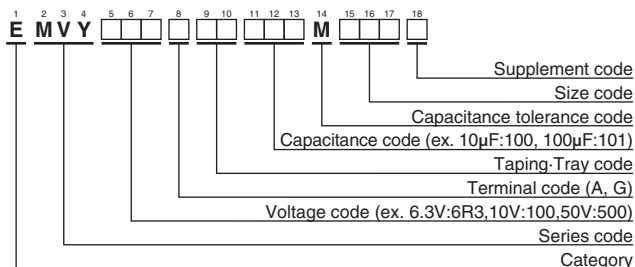 1 2 3 4 5 6 7 8 9 10 11 12 13 14 15 16 17 18
E M V Y M
Supplement code
Size code
Capacitance tolerance code
Capacitance code (ex. 10µF:100, 100µF:101)
Taping·Tray code
Terminal code (A, G)
Voltage code (ex. 6.3V:6R3,10V:100,50V:500)
Series code
Category